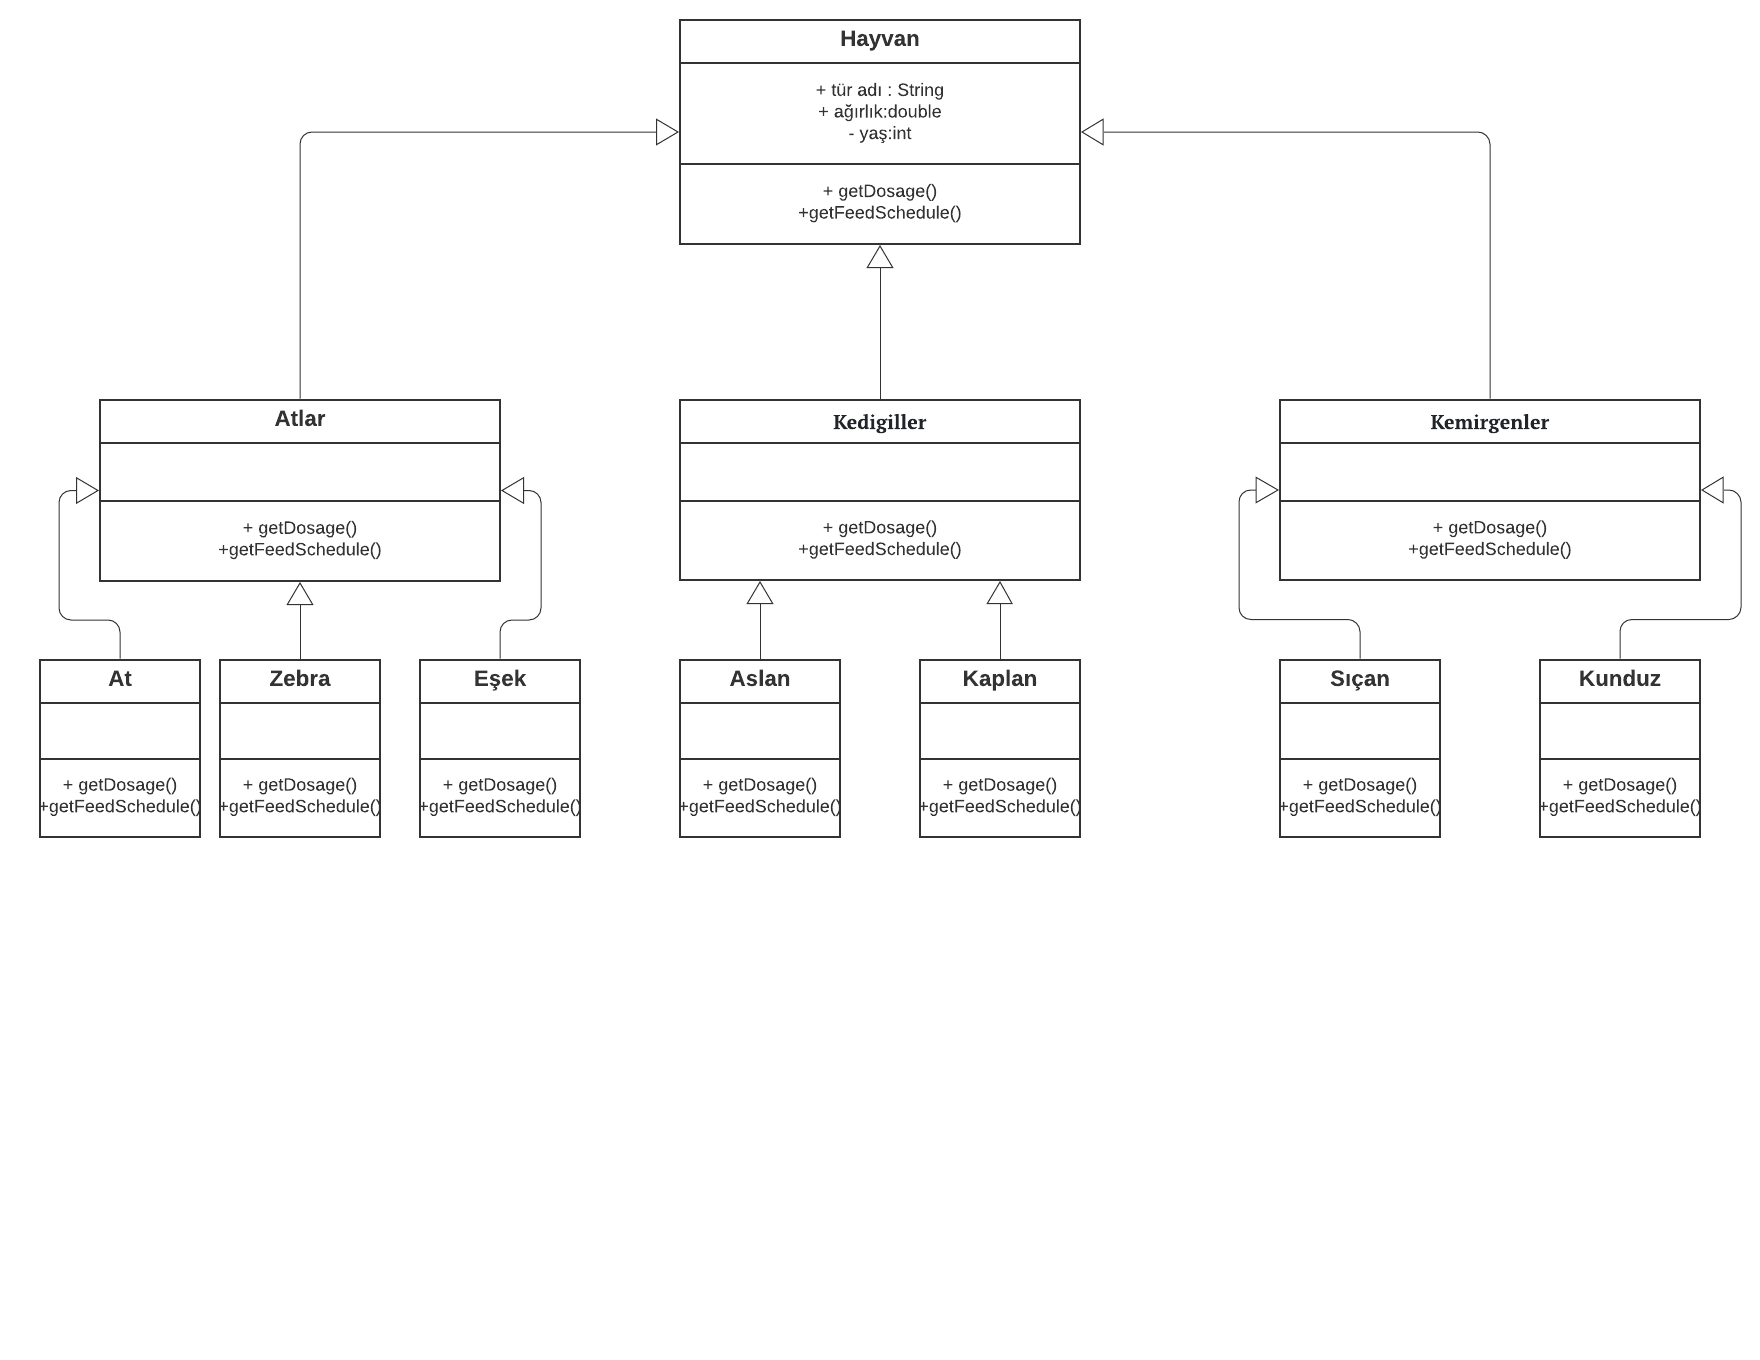 Hayvan
+ tür adı : String
+ ağırlık:double
- yaş:int
+ getDosage()
+getFeedSchedule()
Atlar
+ getDosage()
+getFeedSchedule()
Kedigiller
+ getDosage()
+getFeedSchedule()
Kemirgenler
+ getDosage()
+getFeedSchedule()
At
+ getDosage()
+getFeedSchedule()
Zebra
+ getDosage()
+getFeedSchedule()
Eşek
+ getDosage()
+getFeedSchedule()
Aslan
+ getDosage()
+getFeedSchedule()
Kaplan
+ getDosage()
+getFeedSchedule()
Sıçan
+ getDosage()
+getFeedSchedule()
Kunduz
+ getDosage()
+getFeedSchedule()